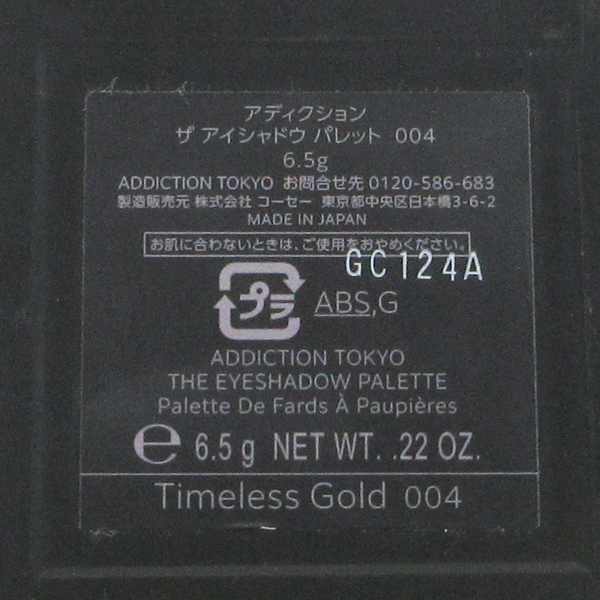 アディクション
ザ アイシャドウ パレット 004
6.5g
ADDICTION TOKYO お問合せ先 0120-586-683
製造販売元 株式会社 コーセー 東京都中央区日本橋3-6-2
MADE IN JAPAN
お肌に合わないときは、ご使用をおやめください。
GC124A
プラ ABS,G
ADDICTION TOKYO
THE EYESHADOW PALETTE
Palette De Fards À Paupières
℮ 6.5 g NET WT. .22 OZ.
Timeless Gold 004